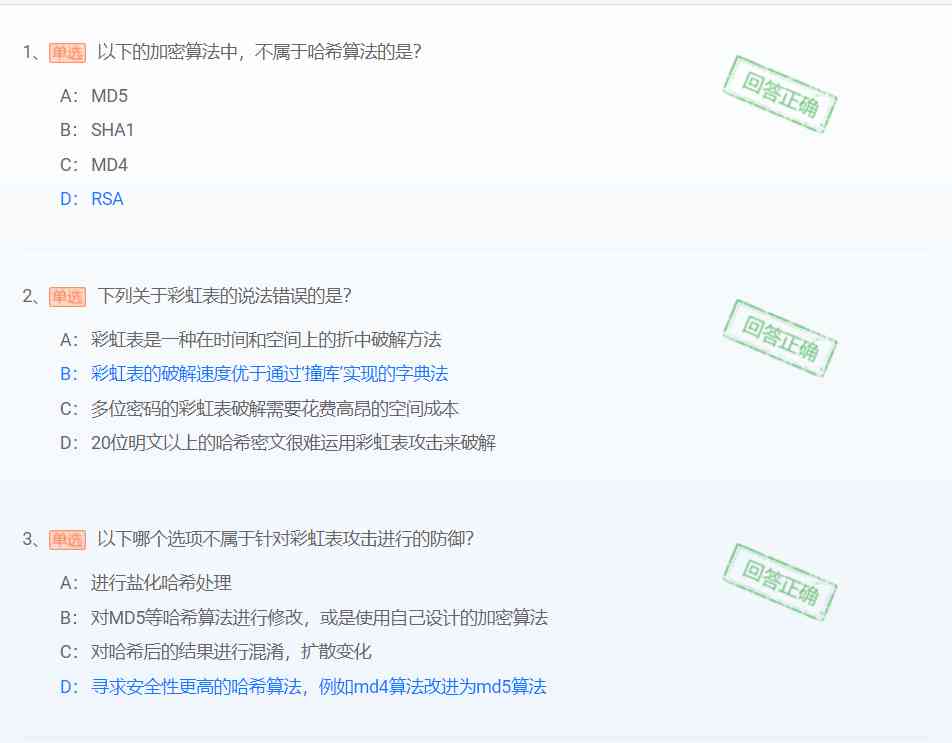 1、 单选 以下的加密算法中，不属于哈希算法的是？
回答正确
A： MD5
B： SHA1
C： MD4
D： RSA
2、 单选 下列关于彩虹表的说法错误的是？
回答正确
A： 彩虹表是一种在时间和空间上的折中破解方法
B： 彩虹表的破解速度优于通过‘撞库’实现的字典法
C： 多位密码的彩虹表破解需要花费高昂的空间成本
D： 20位明文以上的哈希密文很难运用彩虹表攻击来破解
3、 单选 以下哪个选项不属于针对彩虹表攻击进行的防御？
回答正确
A： 进行盐化哈希处理
B： 对MD5等哈希算法进行修改，或是使用自己设计的加密算法
C： 对哈希后的结果进行混淆，扩散变化
D： 寻求安全性更高的哈希算法，例如md4算法改进为md5算法